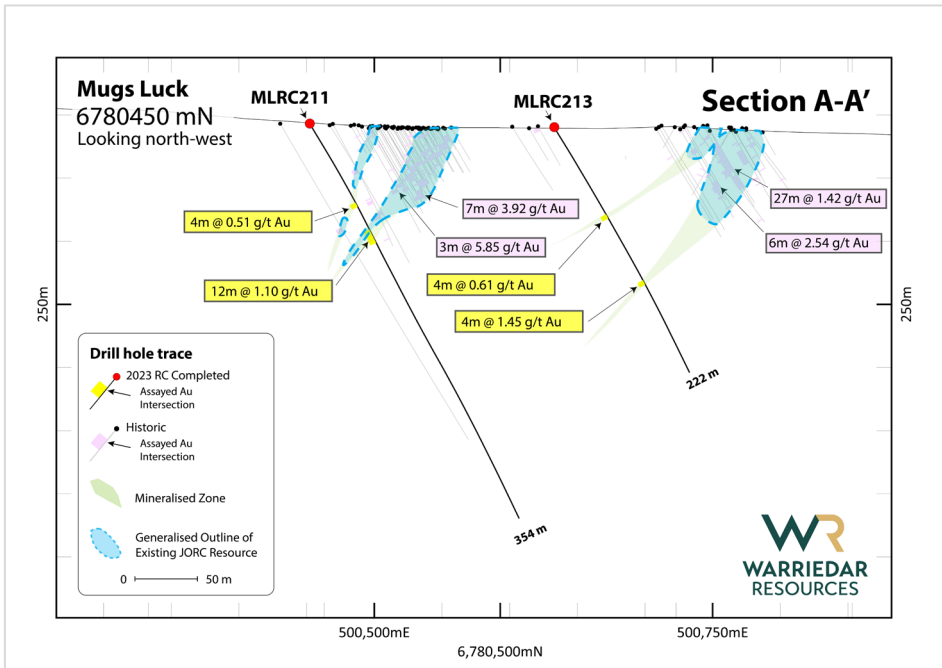 Mugs Luck
6780450 mN
Looking north-west
MLRC211
MLRC213
Section A-A’
4m @ 0.51 g/t Au
12m @ 1.10 g/t Au
7m @ 3.92 g/t Au
3m @ 5.85 g/t Au
4m @ 0.61 g/t Au
4m @ 1.45 g/t Au
27m @ 1.42 g/t Au
6m @ 2.54 g/t Au
250m
250m
222 m
354 m
Drill hole trace
2023 RC Completed
Assayed Au
Intersection
Historic
Assayed Au
Intersection
Mineralised Zone
Generalised Outline of
Existing JORC Resource
0 50 m
WR
WARRIEDAR
RESOURCES
500,500mE
500,750mE
6,780,500mN